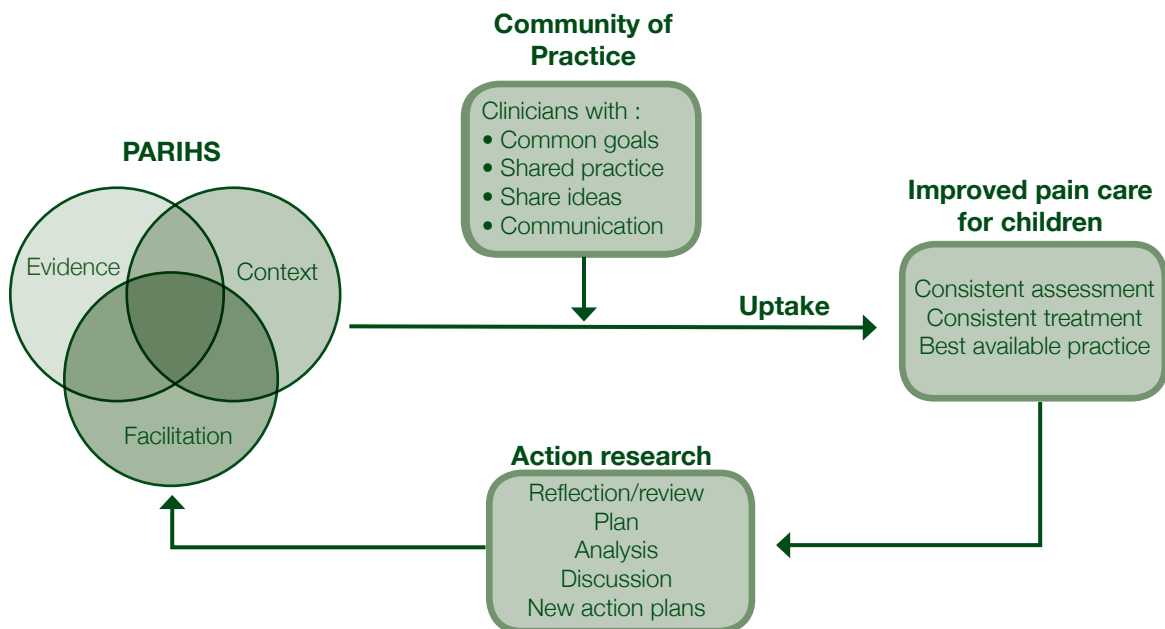 Community of
Practice
Clinicians with :
• Common goals
• Shared practice
• Share ideas
• Communication
PARIHS
Evidence
Context
Facilitation
Uptake
Improved pain care
for children
Consistent assessment
Consistent treatment
Best available practice
Action research
Reflection/review
Plan
Analysis
Discussion
New action plans